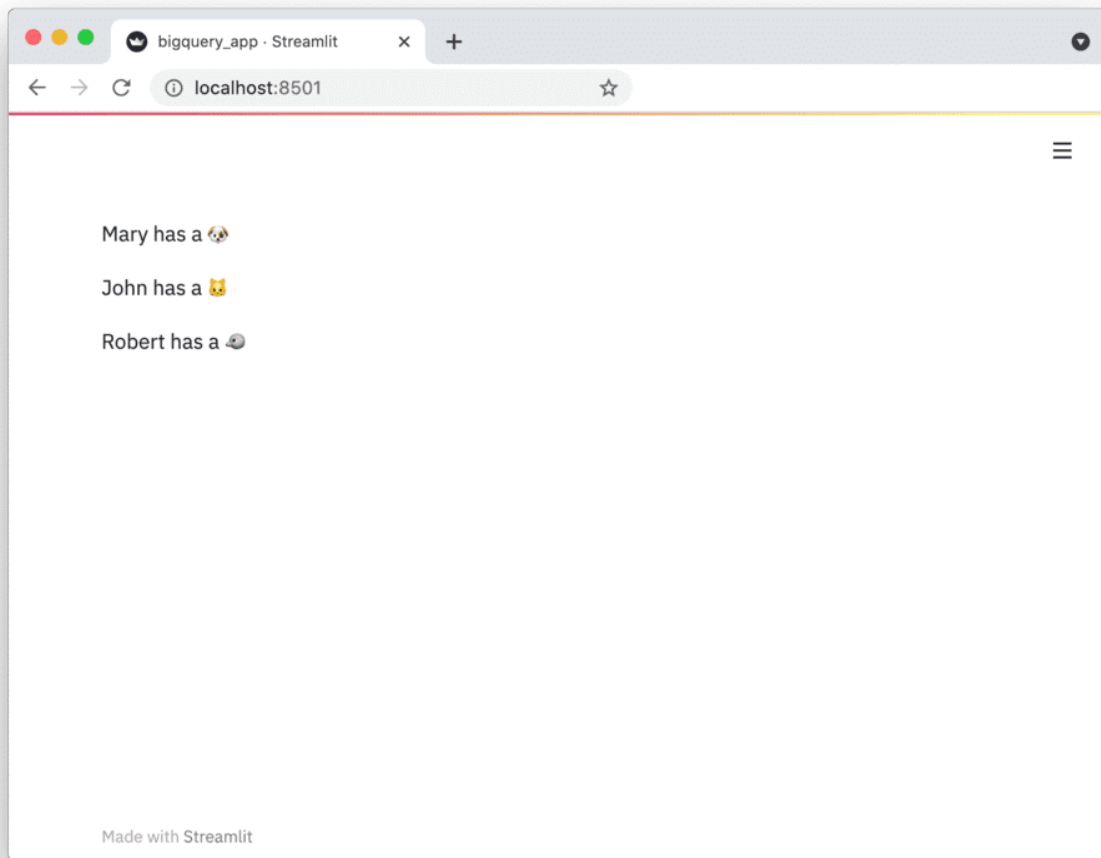 bigquery_app · Streamlit
localhost:8501
Mary has a 🐶
John has a 🐱
Robert has a 🐦
Made with Streamlit